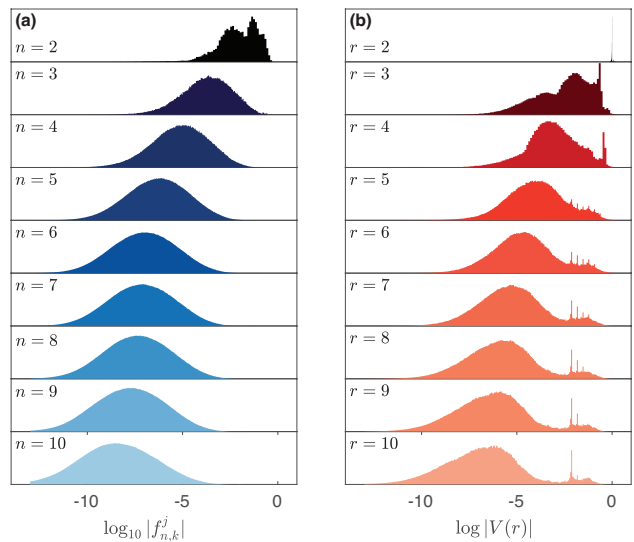 (a)
n = 2
n = 3
n = 4
n = 5
n = 6
n = 7
n = 8
n = 9
n = 10
-10 -5 0
log₁₀ |f^j_{n,k}|
(b)
r = 2
r = 3
r = 4
r = 5
r = 6
r = 7
r = 8
r = 9
r = 10
-10 -5 0
log |V(r)|